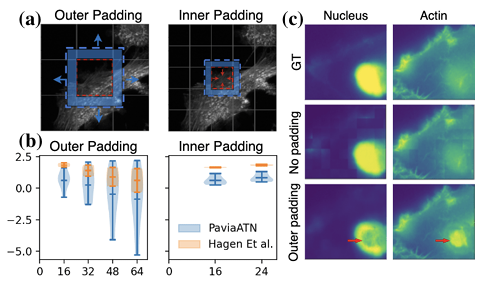 (a) Outer Padding Inner Padding
(b) Outer Padding Inner Padding
2.5
0.0
-2.5
-5.0
0 16 32 48 64
0 16 24
PaviaATN
Hagen Et al.
(c) Nucleus Actin
GT
No padding
Outer padding